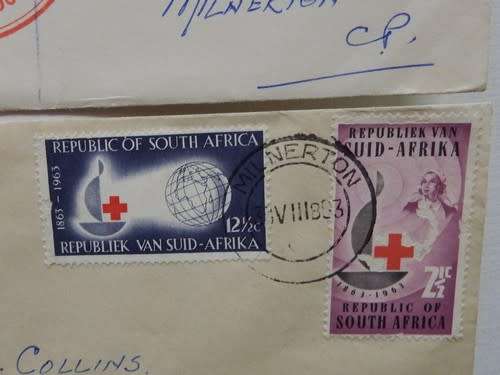 MILNERTON
C.P.
REPUBLIC OF SOUTH AFRICA
1863-1963
12½c
REPUBLIEK VAN SUID-AFRIKA
MILNERTON
VIII
REPUBLIEK VAN
SUID-AFRIKA
2½c
1863-1963
REPUBLIC OF
SOUTH AFRICA
COLLINS.